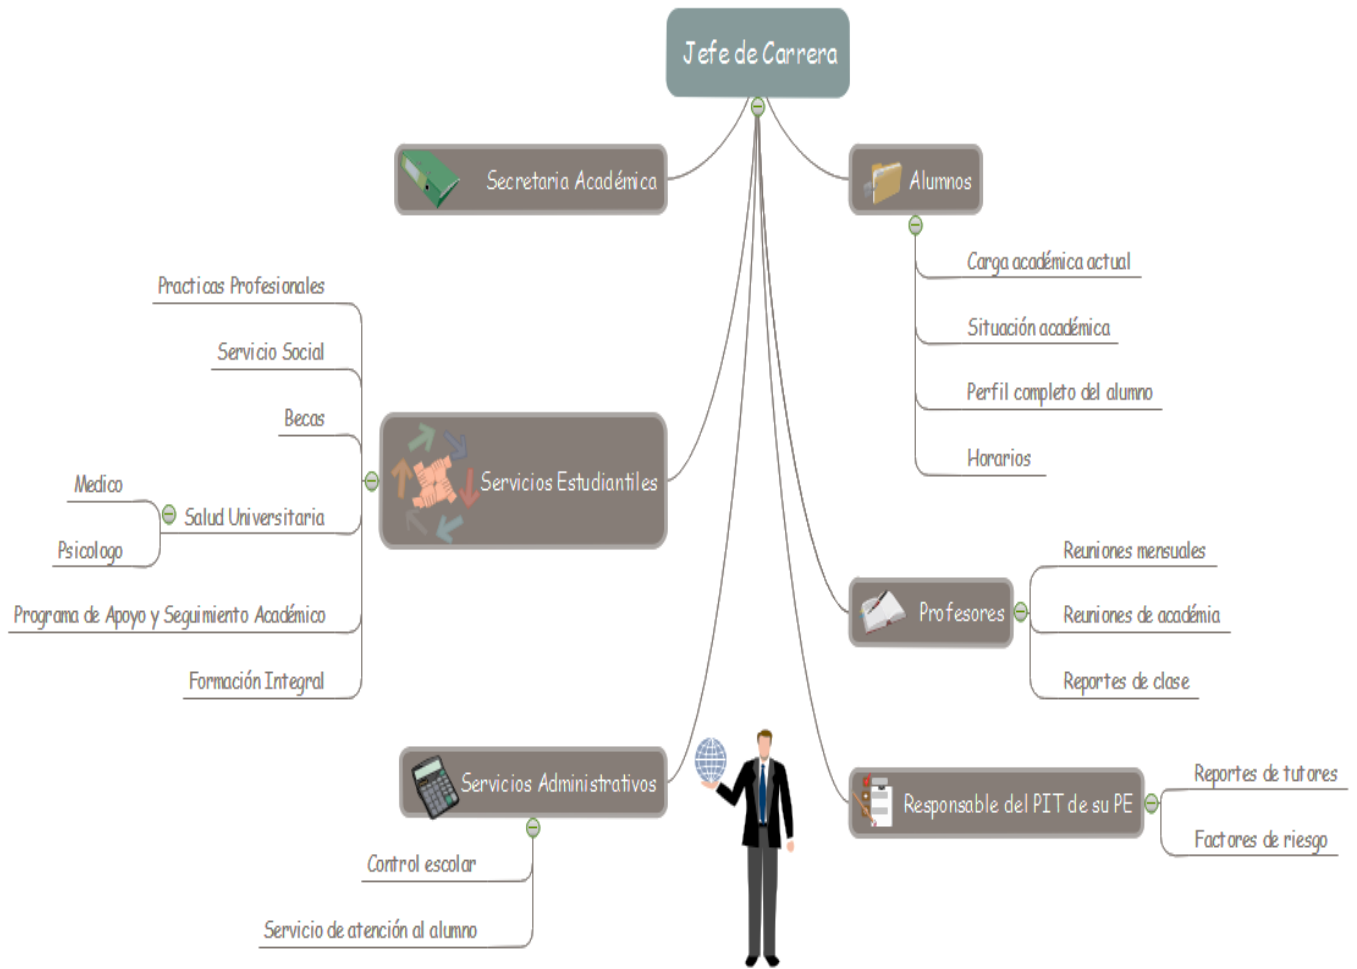 Jefe de Carrera
Secretaria Académica
Alumnos
Carga académica actual
Situación académica
Perfil completo del alumno
Horarios
Practicas Profesionales
Servicio Social
Becas
Servicios Estudiantiles
Medico
Salud Universitaria
Psicologo
Programa de Apoyo y Seguimiento Académico
Formación Integral
Reuniones mensuales
Profesores
Reuniones de académia
Reportes de clase
Servicios Administrativos
Control escolar
Servicio de atención al alumno
Responsable del PIT de su PE
Reportes de tutores
Factores de riesgo